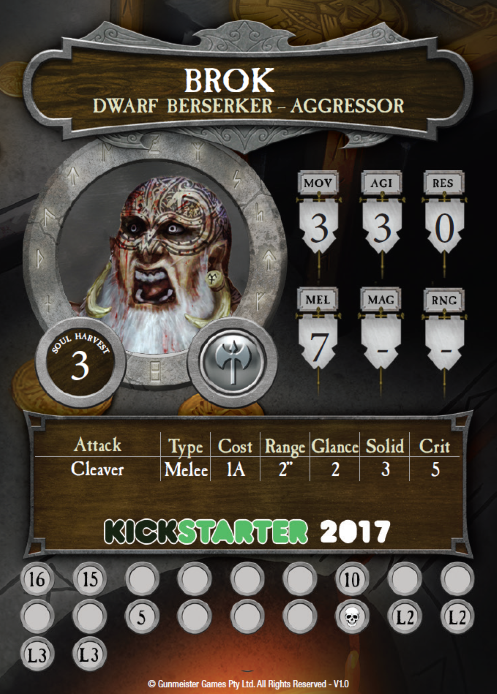 BROK
DWARF BERSERKER – AGGRESSOR
MOV AGI RES
3 3 0
MEL MAG RNG
7 - -
SOUL HARVEST
3
Attack Type Cost Range Glance Solid Crit
Cleaver Melee 1A 2" 2 3 5
KICKSTARTER 2017
16 15 10
5 L2 L2
L3 L3
© Gunmeister Games Pty Ltd. All Rights Reserved - V1.0